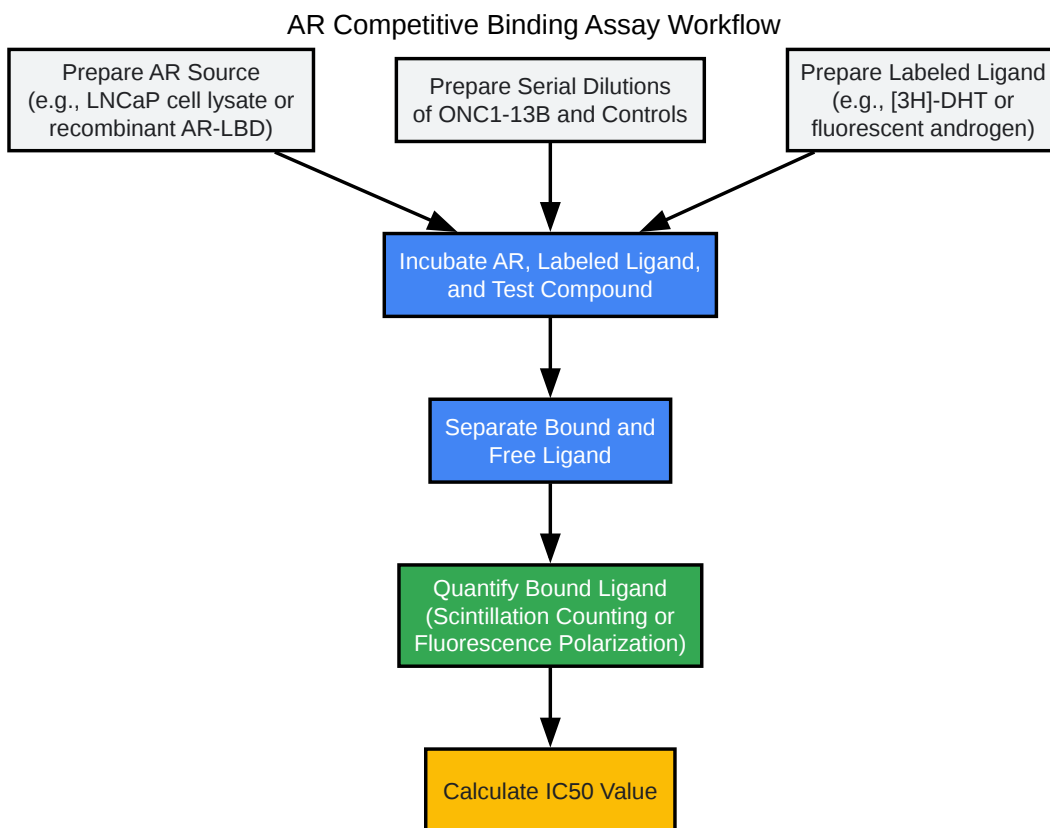 AR Competitive Binding Assay Workflow
Prepare AR Source
(e.g., LNCaP cell lysate or
recombinant AR-LBD)
Prepare Serial Dilutions
of ONC1-13B and Controls
Prepare Labeled Ligand
(e.g., [3H]-DHT or
fluorescent androgen)
Incubate AR, Labeled Ligand,
and Test Compound
Separate Bound and
Free Ligand
Quantify Bound Ligand
(Scintillation Counting or
Fluorescence Polarization)
Calculate IC50 Value